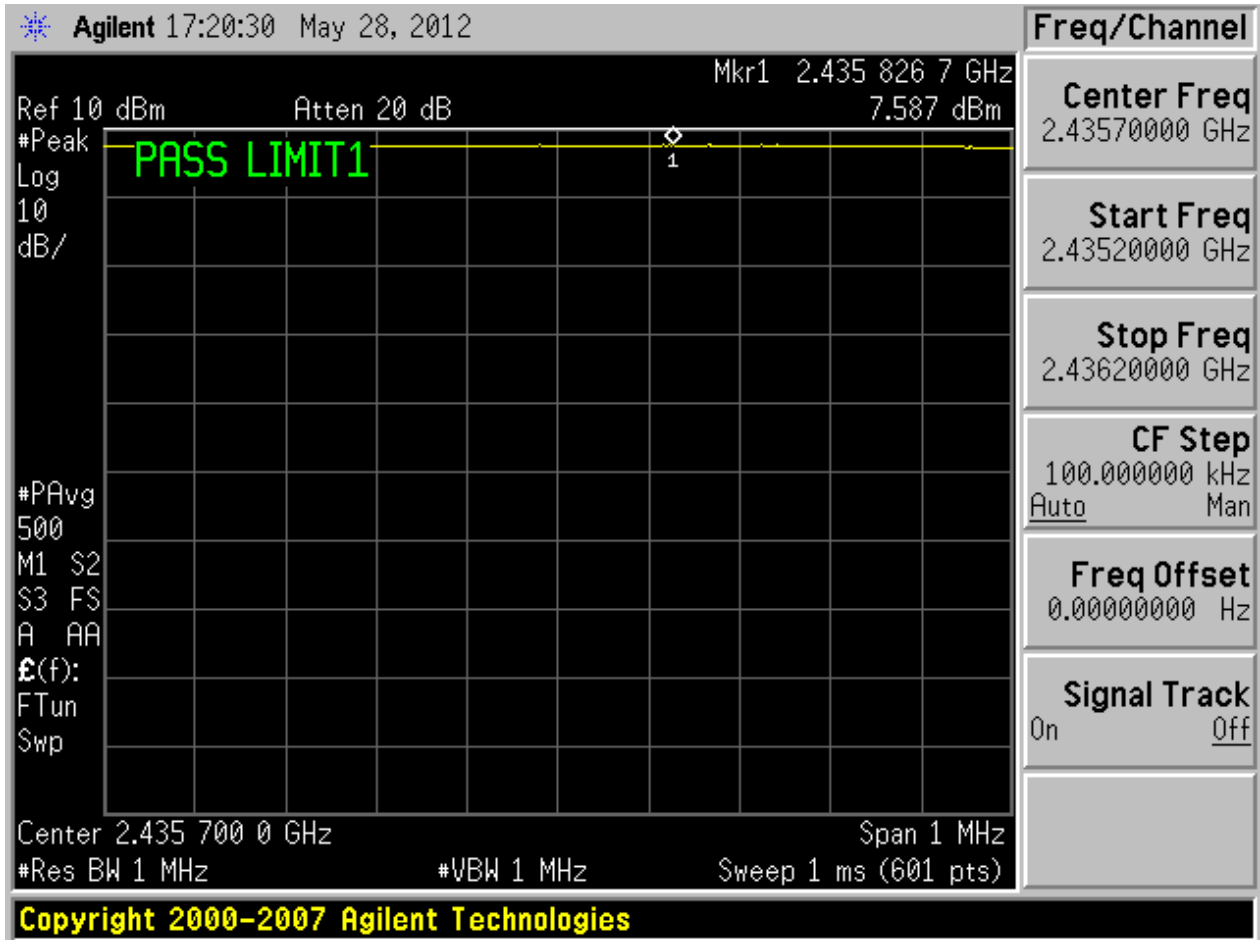 Agilent 17:20:30 May 28, 2012
Mkr1 2.435 826 7 GHz
Ref 10 dBm Atten 20 dB 7.587 dBm
#Peak
Log
10
dB/
PASS LIMIT1
1
#PAvg
500
M1 S2
S3 FS
A AA
£(f):
FTun
Swp
Center 2.435 700 0 GHz Span 1 MHz
#Res BW 1 MHz #VBW 1 MHz Sweep 1 ms (601 pts)
Copyright 2000-2007 Agilent Technologies
Freq/Channel
Center Freq
2.43570000 GHz
Start Freq
2.43520000 GHz
Stop Freq
2.43620000 GHz
CF Step
100.000000 kHz
Auto Man
Freq Offset
0.00000000 Hz
Signal Track
On Off